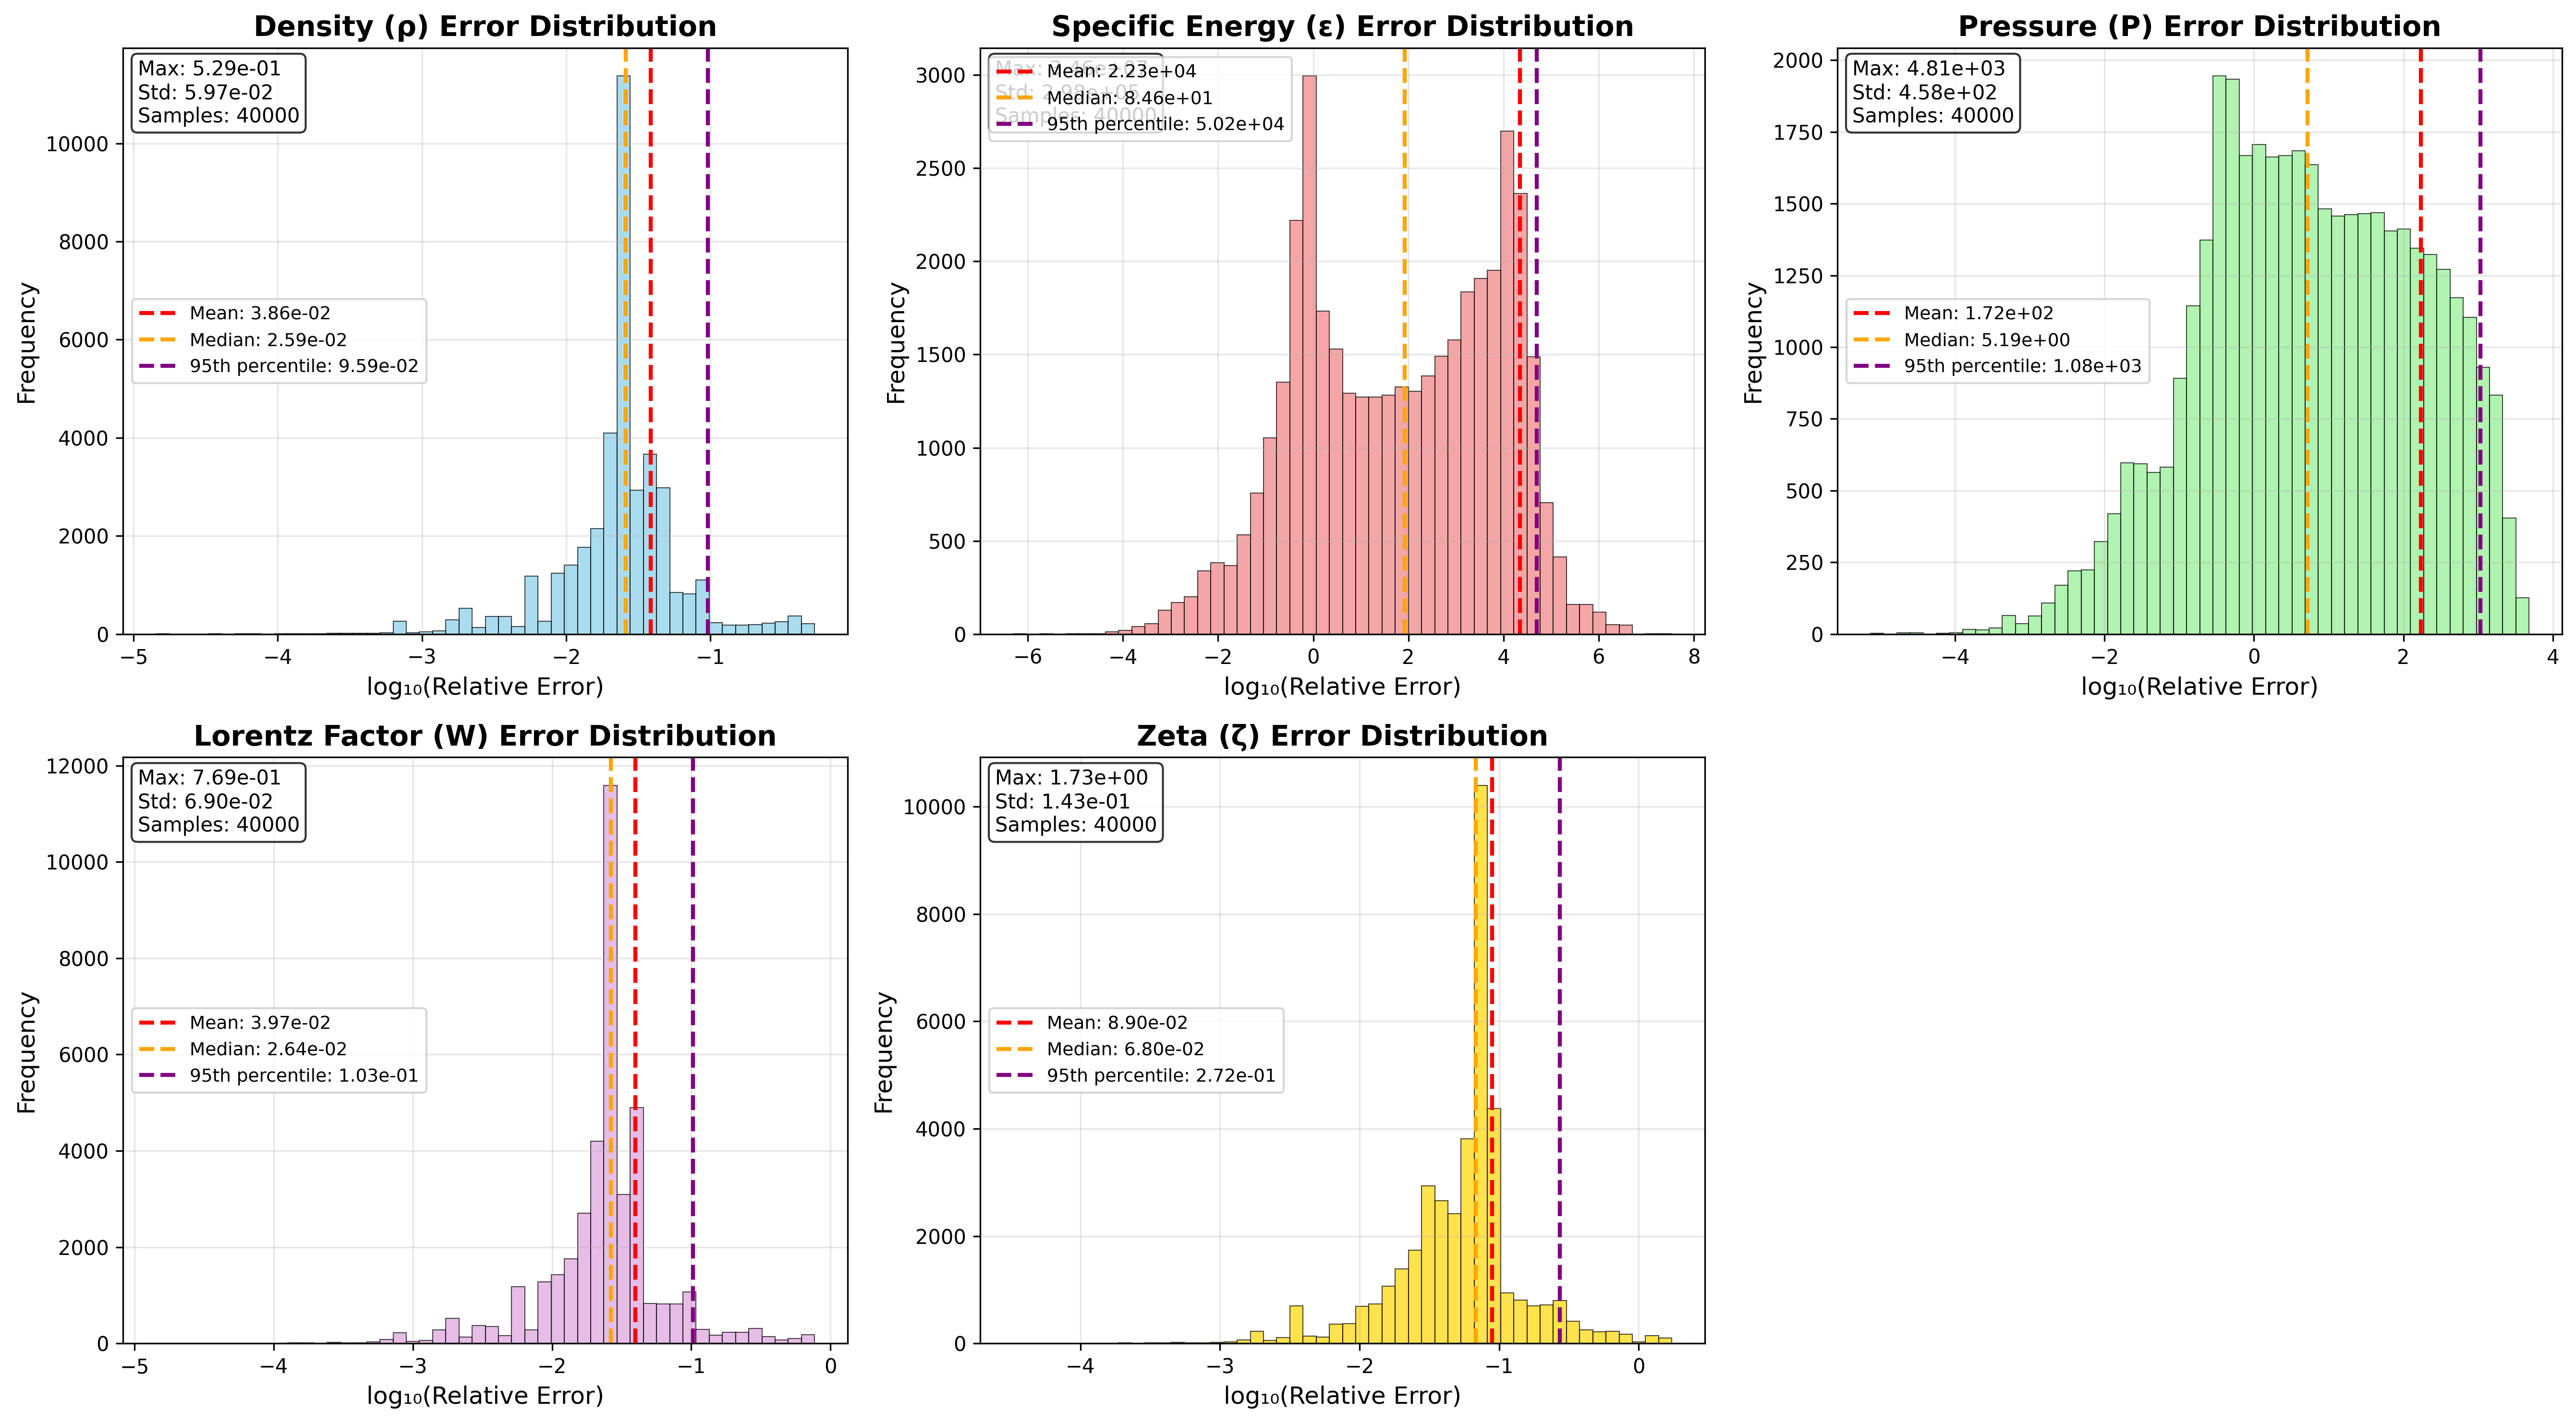 Density (ρ) Error Distribution
Max: 5.29e-01
Std: 5.97e-02
Samples: 40000
Mean: 3.86e-02
Median: 2.59e-02
95th percentile: 9.59e-02
Frequency
0
2000
4000
6000
8000
10000
−5
−4
−3
−2
−1
log₁₀(Relative Error)
Specific Energy (ε) Error Distribution
Mean: 2.23e+04
Median: 8.46e+01
95th percentile: 5.02e+04
Max:
Std:
Samples: 40000
Frequency
0
500
1000
1500
2000
2500
3000
−6
−4
−2
0
2
4
6
8
log₁₀(Relative Error)
Pressure (P) Error Distribution
Max: 4.81e+03
Std: 4.58e+02
Samples: 40000
Mean: 1.72e+02
Median: 5.19e+00
95th percentile: 1.08e+03
Frequency
0
250
500
750
1000
1250
1500
1750
2000
−4
−2
0
2
4
log₁₀(Relative Error)
Lorentz Factor (W) Error Distribution
Max: 7.69e-01
Std: 6.90e-02
Samples: 40000
Mean: 3.97e-02
Median: 2.64e-02
95th percentile: 1.03e-01
Frequency
0
2000
4000
6000
8000
10000
12000
−5
−4
−3
−2
−1
0
log₁₀(Relative Error)
Zeta (ζ) Error Distribution
Max: 1.73e+00
Std: 1.43e-01
Samples: 40000
Mean: 8.90e-02
Median: 6.80e-02
95th percentile: 2.72e-01
Frequency
0
2000
4000
6000
8000
10000
−4
−3
−2
−1
0
log₁₀(Relative Error)